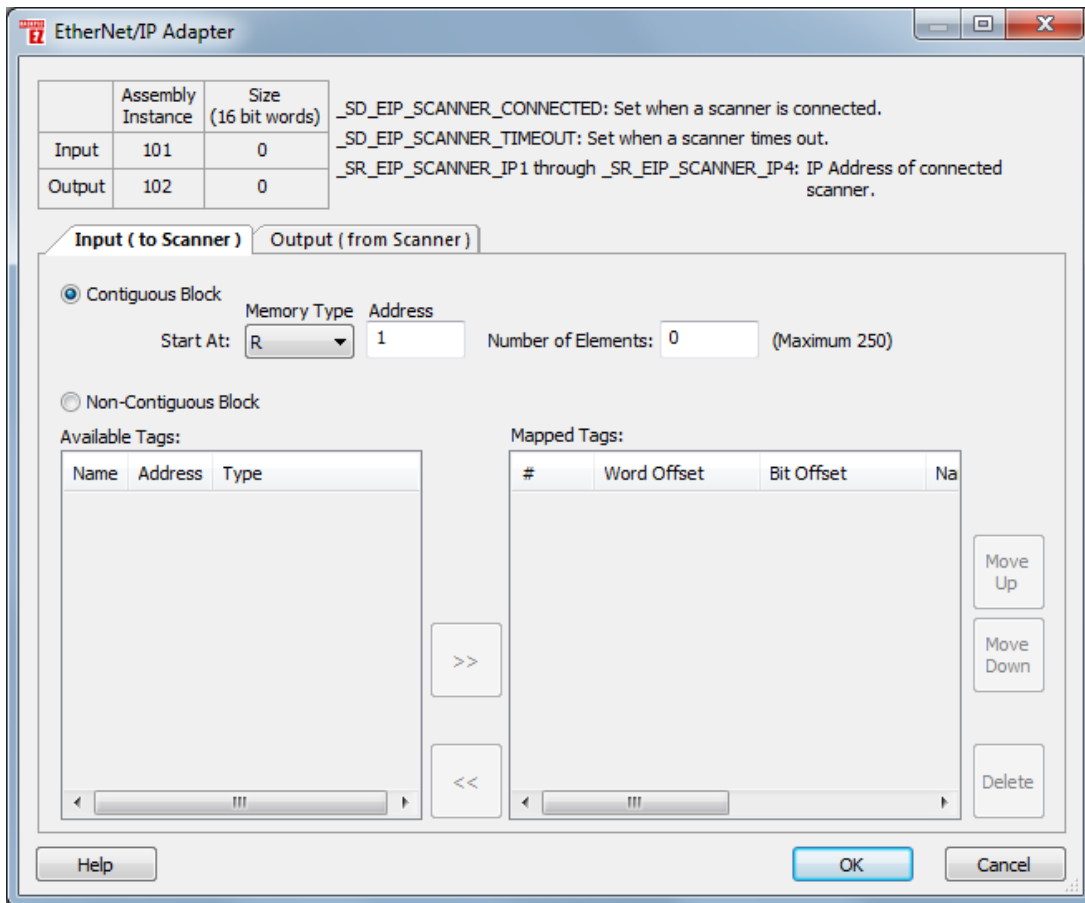 EZ EtherNet/IP Adapter
Assembly Instance Size (16 bit words)
Input 101 0
Output 102 0
_SD_EIP_SCANNER_CONNECTED: Set when a scanner is connected.
_SD_EIP_SCANNER_TIMEOUT: Set when a scanner times out.
_SR_EIP_SCANNER_IP1 through _SR_EIP_SCANNER_IP4: IP Address of connected
scanner.
Input ( to Scanner ) Output ( from Scanner )
Contiguous Block
Memory Type Address
Start At: R 1 Number of Elements: 0 (Maximum 250)
Non-Contiguous Block
Available Tags: Mapped Tags:
Name Address Type # Word Offset Bit Offset Na
Move
Up
>>
Move
Down
<<
Delete
Help OK Cancel